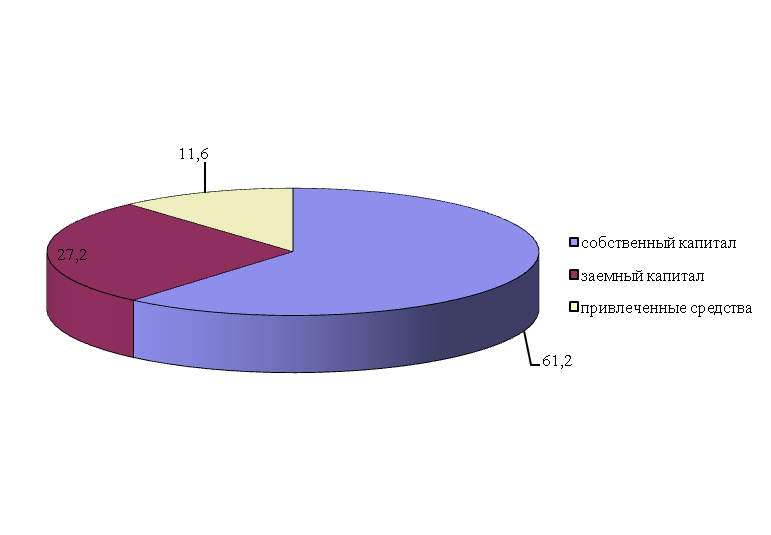 11,6
27,2
61,2
собственный капитал
заемный капитал
привлеченные средства